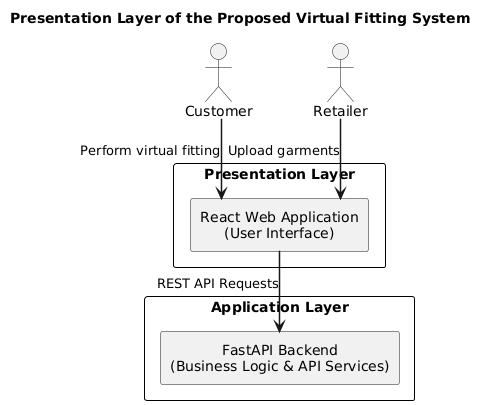 Presentation Layer of the Proposed Virtual Fitting System
Customer
Retailer
Perform virtual fitting
Upload garments
Presentation Layer
React Web Application
(User Interface)
REST API Requests
Application Layer
FastAPI Backend
(Business Logic & API Services)